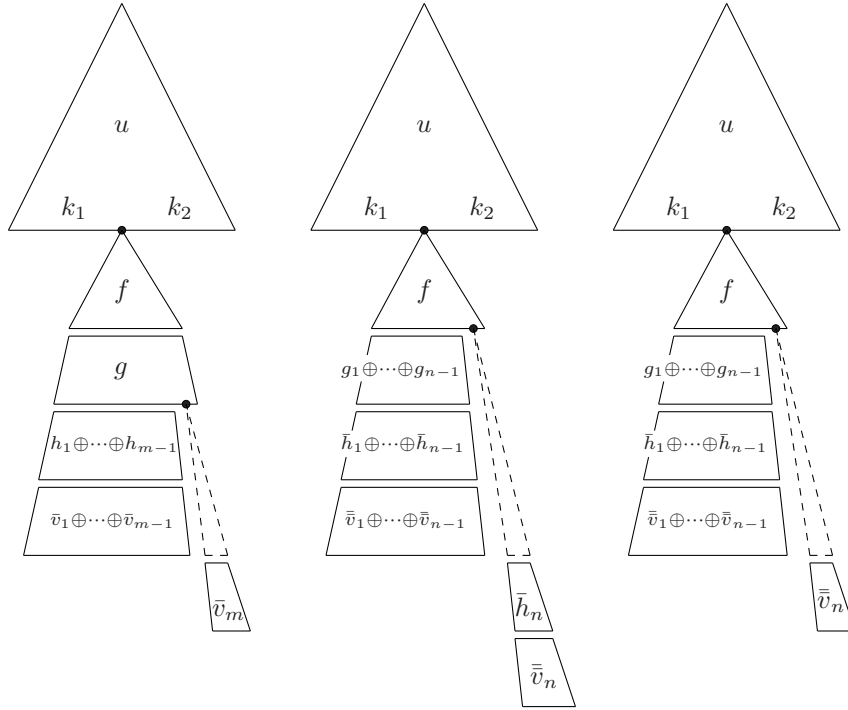 u u u
k₁ k₂ k₁ k₂ k₁ k₂
f f f
g g₁⊕⋯⊕gₙ₋₁ g₁⊕⋯⊕gₙ₋₁
h₁⊕⋯⊕hₘ₋₁ h̄₁⊕⋯⊕h̄ₙ₋₁ h̄₁⊕⋯⊕h̄ₙ₋₁
v̄₁⊕⋯⊕v̄ₘ₋₁ v̿₁⊕⋯⊕v̿ₙ₋₁ v̿₁⊕⋯⊕v̿ₙ₋₁
v̄ₘ h̄ₙ v̿ₙ
v̿ₙ